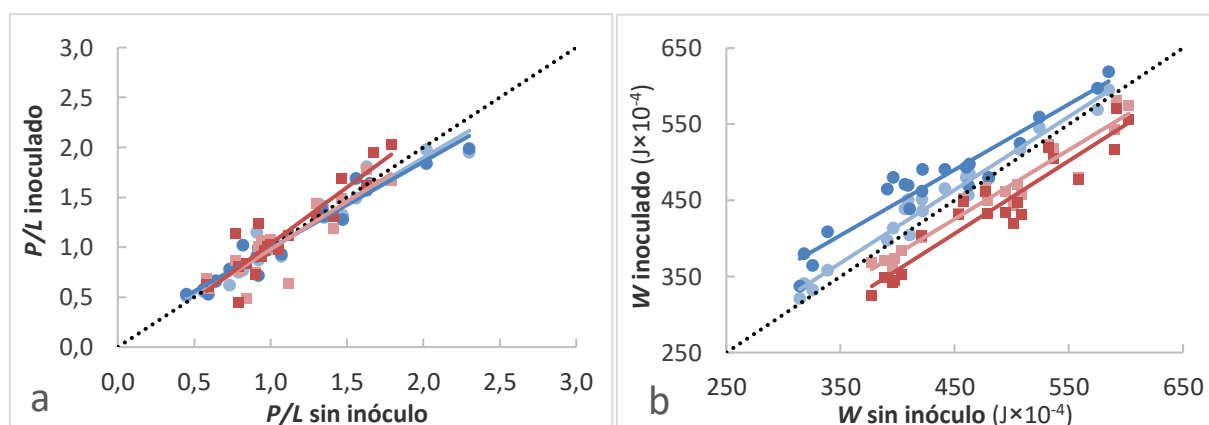 3,0
2,5
2,0
1,5
1,0
0,5
0,0
P/L inoculado
0,0 0,5 1,0 1,5 2,0 2,5 3,0
P/L sin inóculo
a
650
550
450
350
250
W inoculado (J×10⁻⁴)
250 350 450 550 650
W sin inóculo (J×10⁻⁴)
b